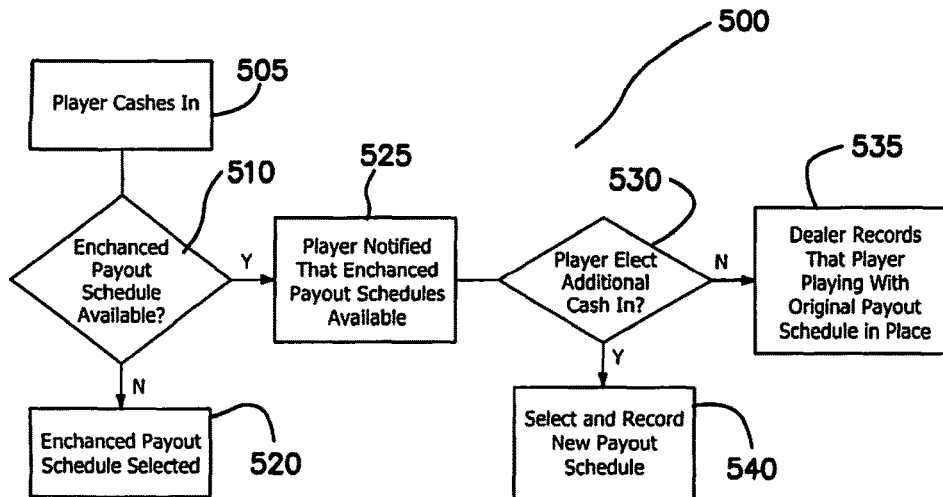 500
505
Player Cashes In
510
Enchanced
Payout
Schedule
Available?
Y
N
525
Player Notified
That Enchanced
Payout Schedules
Available
530
Player Elect
Additional
Cash In?
N
Y
535
Dealer Records
That Player
Playing With
Original Payout
Schedule in Place
Enchanced Payout
Schedule Selected
520
Select and Record
New Payout
Schedule
540